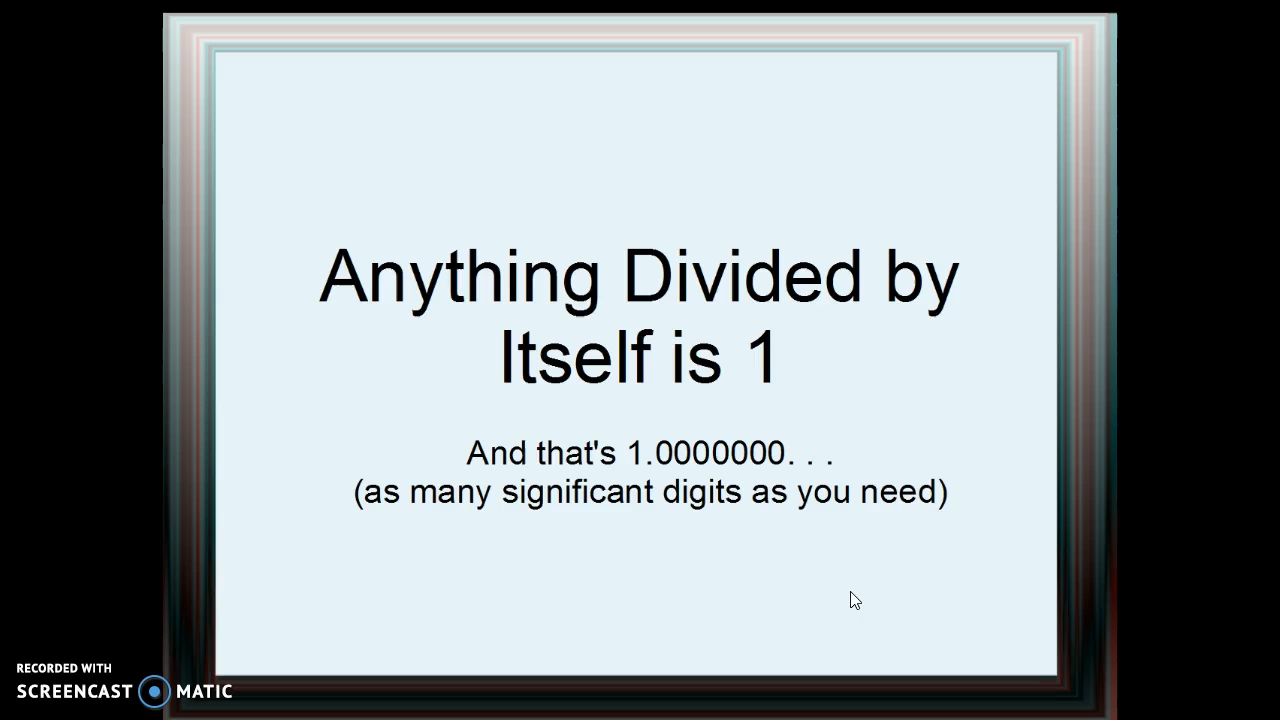 Anything Divided by
Itself is 1
And that's 1.0000000. . .
(as many significant digits as you need)
RECORDED WITH
SCREENCAST MATIC